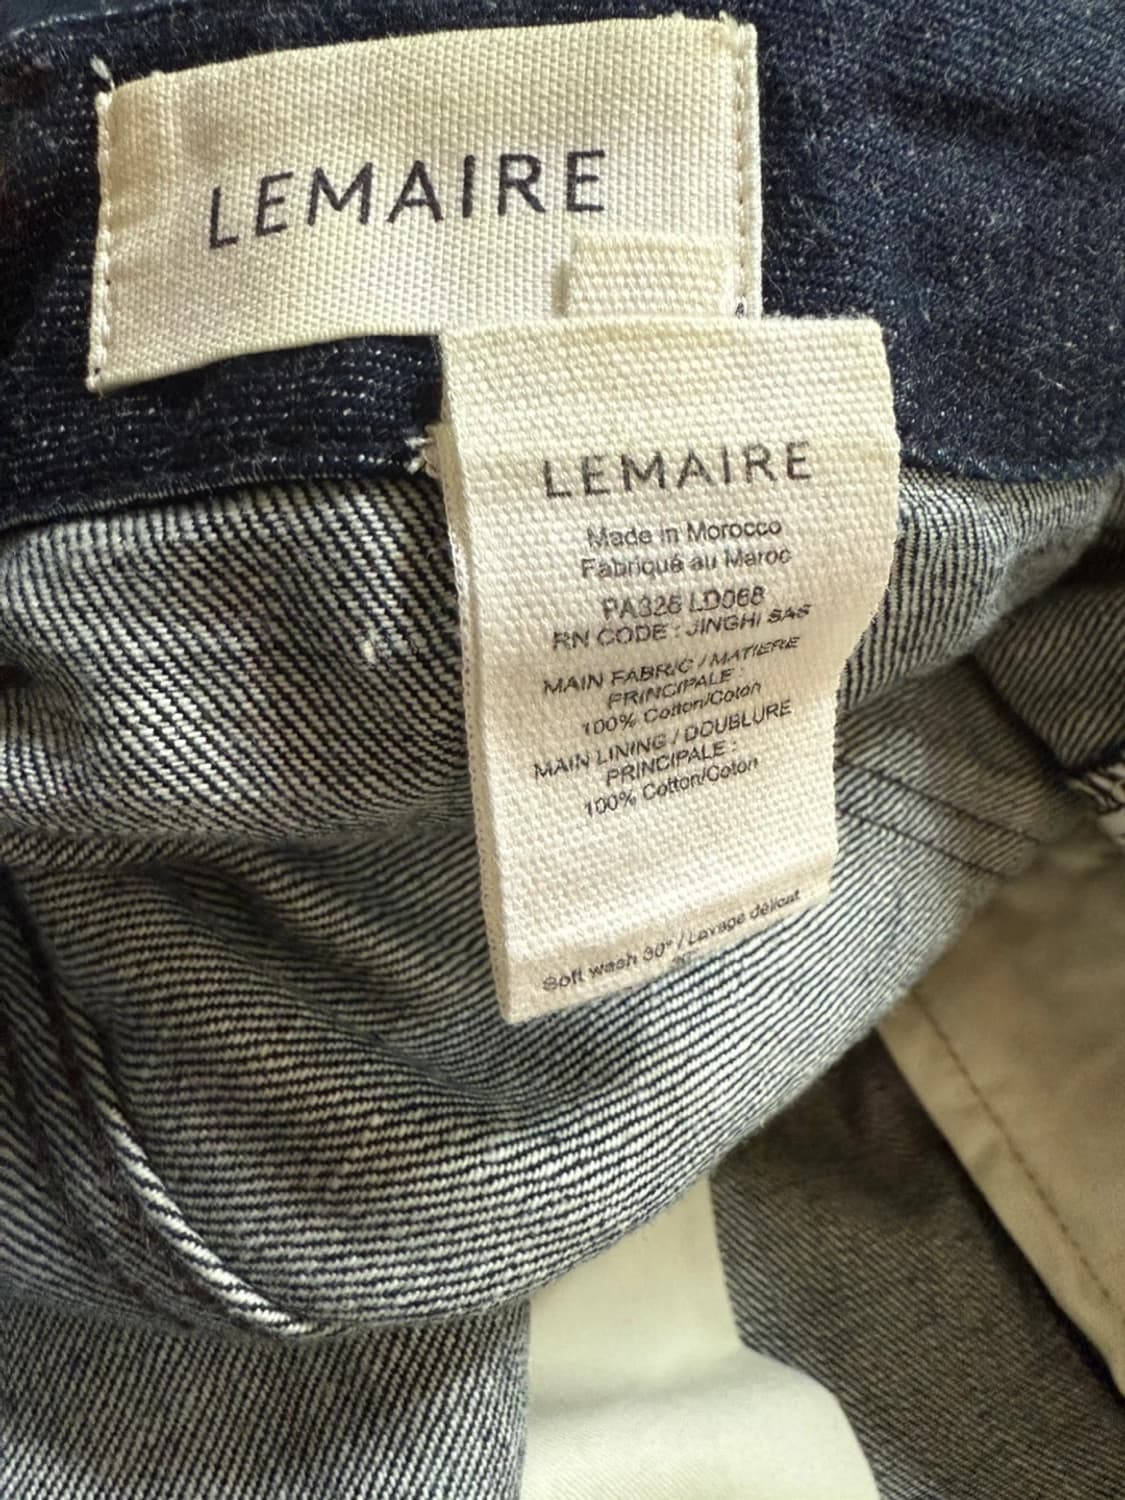 LEMAIRE
LEMAIRE
Made in Morocco
Fabriqué au Maroc
PA326 LD068
RN CODE : JINGHI SAS
MAIN FABRIC / MATIERE
PRINCIPALE :
100% Cotton/Coton
MAIN LINING / DOUBLURE
PRINCIPALE :
100% Cotton/Coton
Soft wash 30° / Lavage délicat